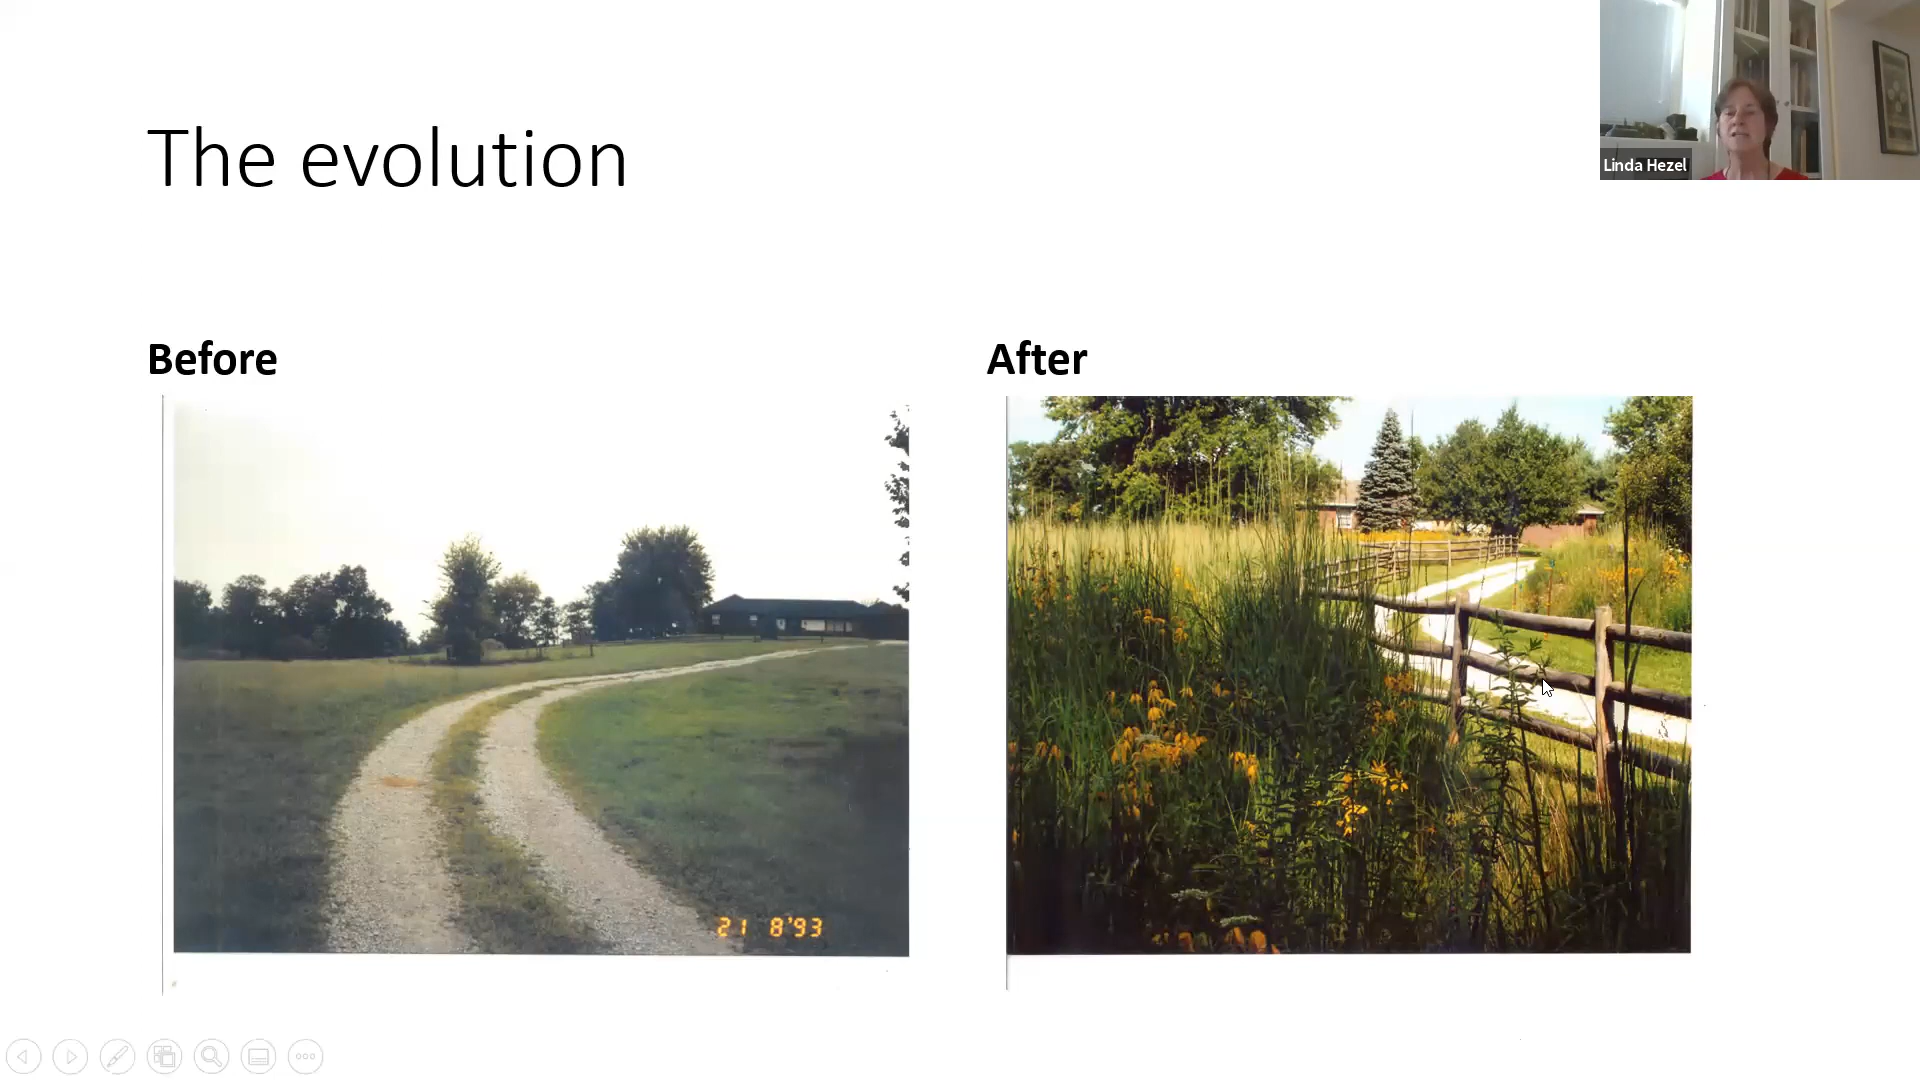 The evolution
Linda Hezel
Before
After
21 8'93